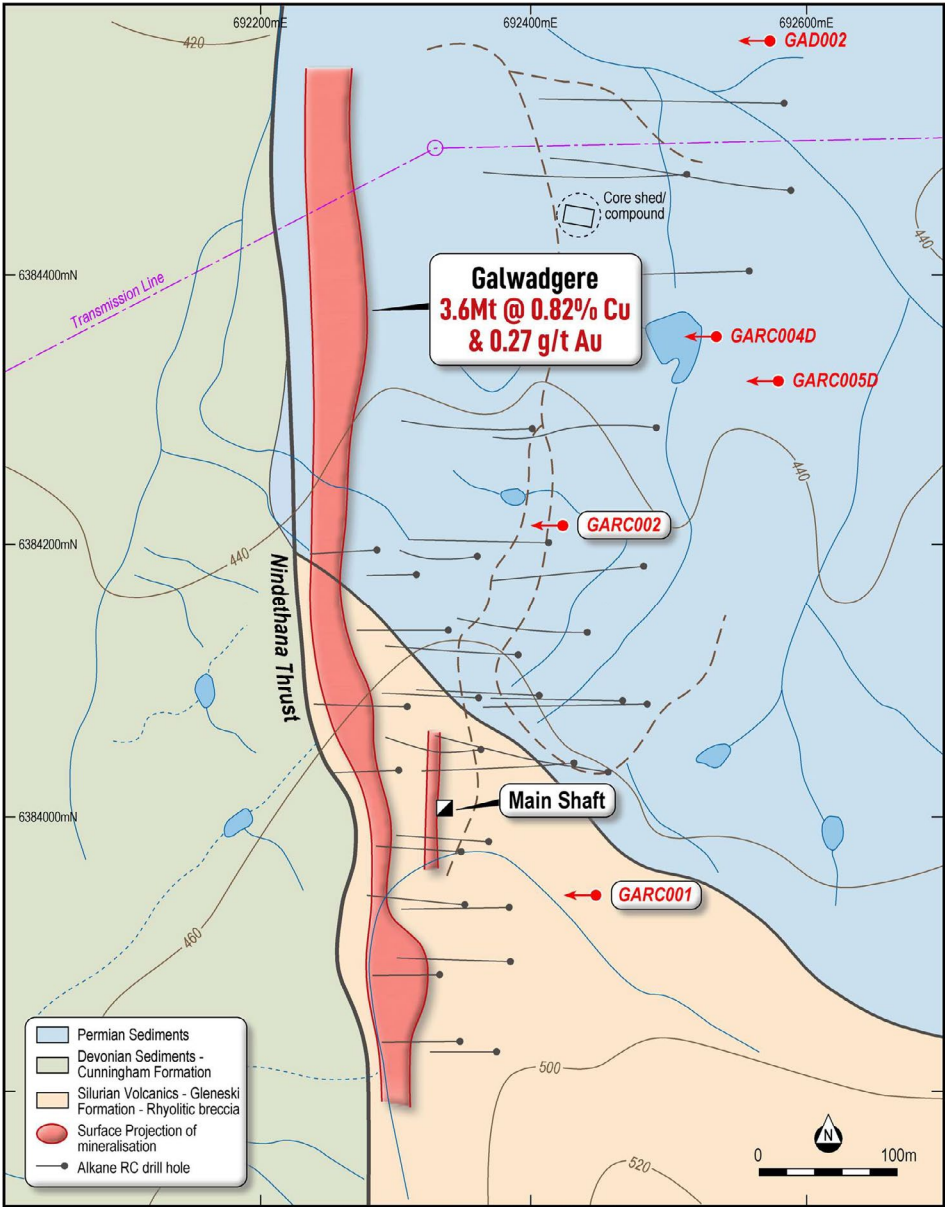 692200mE
692400mE
692600mE
420
GAD002
Core shed/
compound
440
6384400mN
Transmission Line
Galwadgere
3.6Mt @ 0.82% Cu
& 0.27 g/t Au
GARC004D
GARC005D
440
GARC002
6384200mN
440
Nindethana Thrust
Main Shaft
6384000mN
GARC001
460
Permian Sediments
Devonian Sediments -
Cunningham Formation
Silurian Volcanics - Gleneski
Formation - Rhyolitic breccia
Surface Projection of
mineralisation
Alkane RC drill hole
500
520
N
0
100m